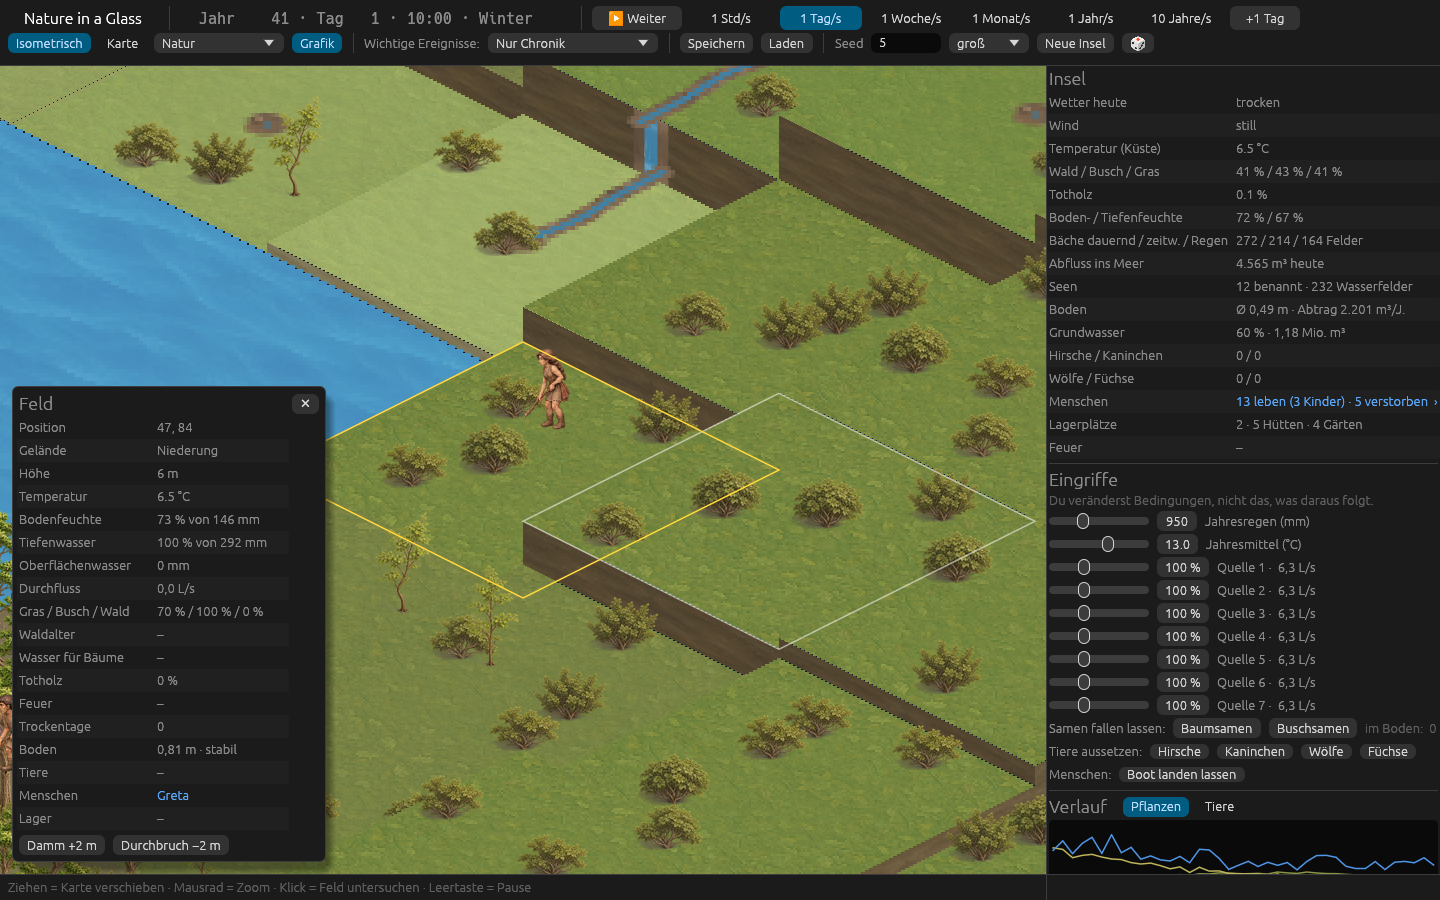 Nature in a Glass
Jahr 41 · Tag 1 · 10:00 · Winter
Weiter
1 Std/s
1 Tag/s
1 Woche/s
1 Monat/s
1 Jahr/s
10 Jahre/s
+1 Tag
Isometrisch
Karte
Natur
Grafik
Wichtige Ereignisse:
Nur Chronik
Speichern
Laden
Seed
5
groß
Neue Insel
Insel
Wetter heute trocken
Wind still
Temperatur (Küste) 6.5 °C
Wald / Busch / Gras 41 % / 43 % / 41 %
Totholz 0.1 %
Boden- / Tiefenfeuchte 72 % / 67 %
Bäche dauernd / zeitw. / Regen 272 / 214 / 164 Felder
Abfluss ins Meer 4.565 m³ heute
Seen 12 benannt · 232 Wasserfelder
Boden Ø 0,49 m · Abtrag 2.201 m³/J.
Grundwasser 60 % · 1,18 Mio. m³
Hirsche / Kaninchen 0 / 0
Wölfe / Füchse 0 / 0
Menschen 13 leben (3 Kinder) · 5 verstorben ›
Lagerplätze 2 · 5 Hütten · 4 Gärten
Feuer –
Eingriffe
Du veränderst Bedingungen, nicht das, was daraus folgt.
950 Jahresregen (mm)
13.0 Jahresmittel (°C)
100 % Quelle 1 · 6,3 L/s
100 % Quelle 2 · 6,3 L/s
100 % Quelle 3 · 6,3 L/s
100 % Quelle 4 · 6,3 L/s
100 % Quelle 5 · 6,3 L/s
100 % Quelle 6 · 6,3 L/s
100 % Quelle 7 · 6,3 L/s
Samen fallen lassen: Baumsamen Buschsamen im Boden: 0
Tiere aussetzen: Hirsche Kaninchen Wölfe Füchse
Menschen: Boot landen lassen
Verlauf Pflanzen Tiere
Feld ✕
Position 47, 84
Gelände Niederung
Höhe 6 m
Temperatur 6.5 °C
Bodenfeuchte 73 % von 146 mm
Tiefenwasser 100 % von 292 mm
Oberflächenwasser 0 mm
Durchfluss 0,0 L/s
Gras / Busch / Wald 70 % / 100 % / 0 %
Waldalter –
Wasser für Bäume –
Totholz 0 %
Feuer –
Trockentage 0
Boden 0,81 m · stabil
Tiere –
Menschen Greta
Lager –
Damm +2 m Durchbruch −2 m
Ziehen = Karte verschieben · Mausrad = Zoom · Klick = Feld untersuchen · Leertaste = Pause